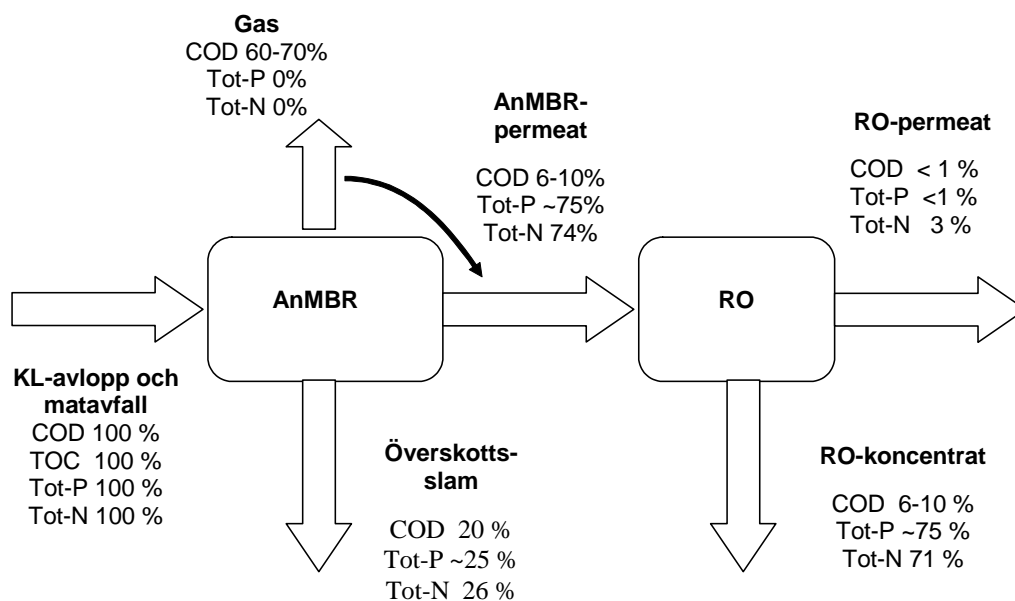 Gas
COD 60-70%
Tot-P 0%
Tot-N 0%
AnMBR-
permeat
COD 6-10%
Tot-P ~75%
Tot-N 74%
RO-permeat
COD < 1 %
Tot-P <1 %
Tot-N 3 %
AnMBR
RO
KL-avlopp och
matavfall
COD 100 %
TOC 100 %
Tot-P 100 %
Tot-N 100 %
Överskotts-
slam
COD 20 %
Tot-P ~25 %
Tot-N 26 %
RO-koncentrat
COD 6-10 %
Tot-P ~75 %
Tot-N 71 %